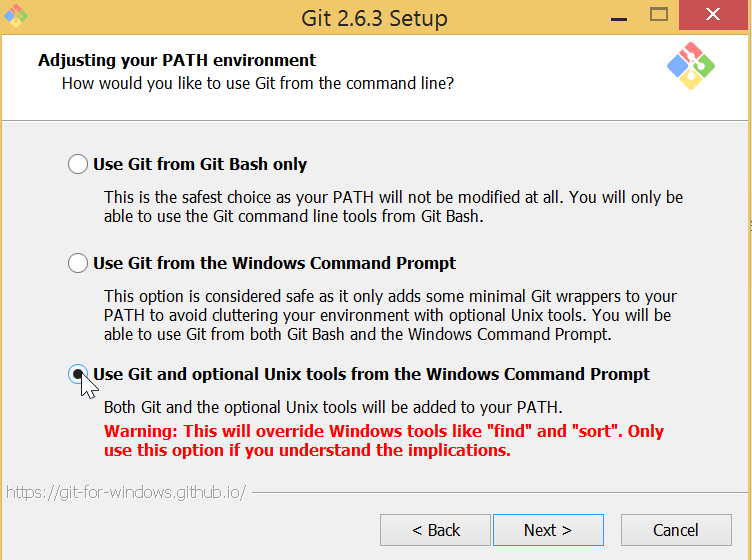 Git 2.6.3 Setup
Adjusting your PATH environment
How would you like to use Git from the command line?
Use Git from Git Bash only
This is the safest choice as your PATH will not be modified at all. You will only be
able to use the Git command line tools from Git Bash.
Use Git from the Windows Command Prompt
This option is considered safe as it only adds some minimal Git wrappers to your
PATH to avoid cluttering your environment with optional Unix tools. You will be
able to use Git from both Git Bash and the Windows Command Prompt.
Use Git and optional Unix tools from the Windows Command Prompt
Both Git and the optional Unix tools will be added to your PATH.
Warning: This will override Windows tools like "find" and "sort". Only
use this option if you understand the implications.
https://git-for-windows.github.io/
< Back
Next >
Cancel